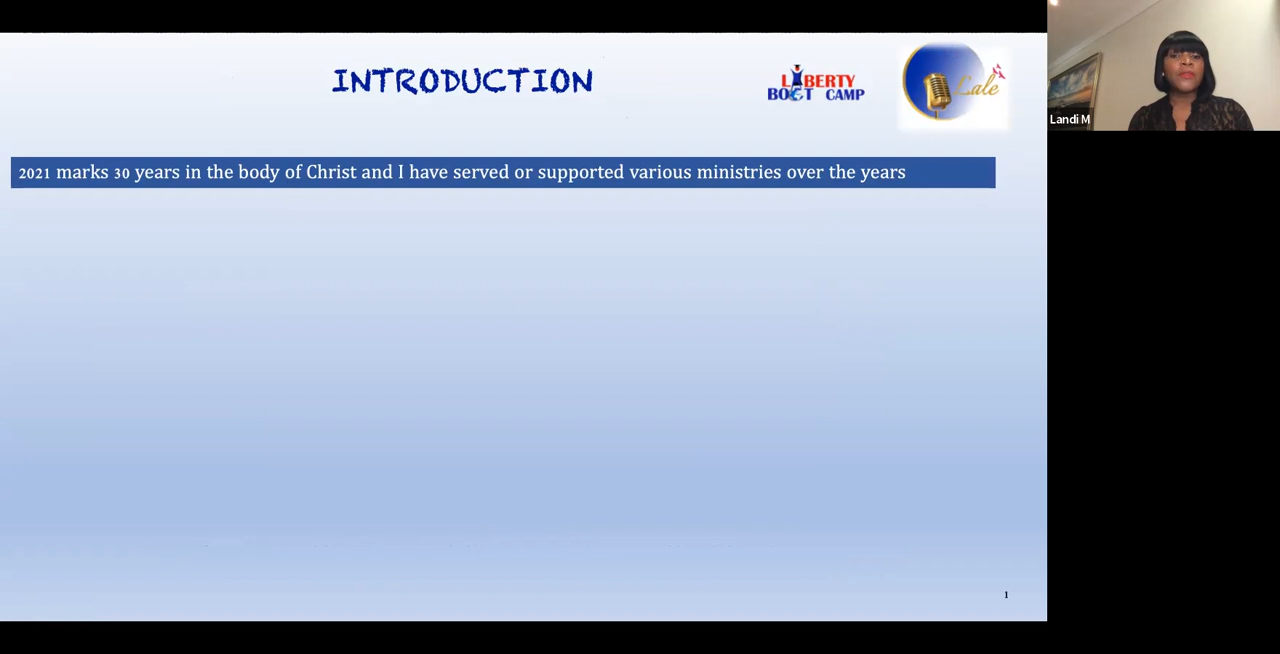 INTRODUCTION
LIBERTY
BOOT CAMP
Lale
Landi M
2021 marks 30 years in the body of Christ and I have served or supported various ministries over the years
1